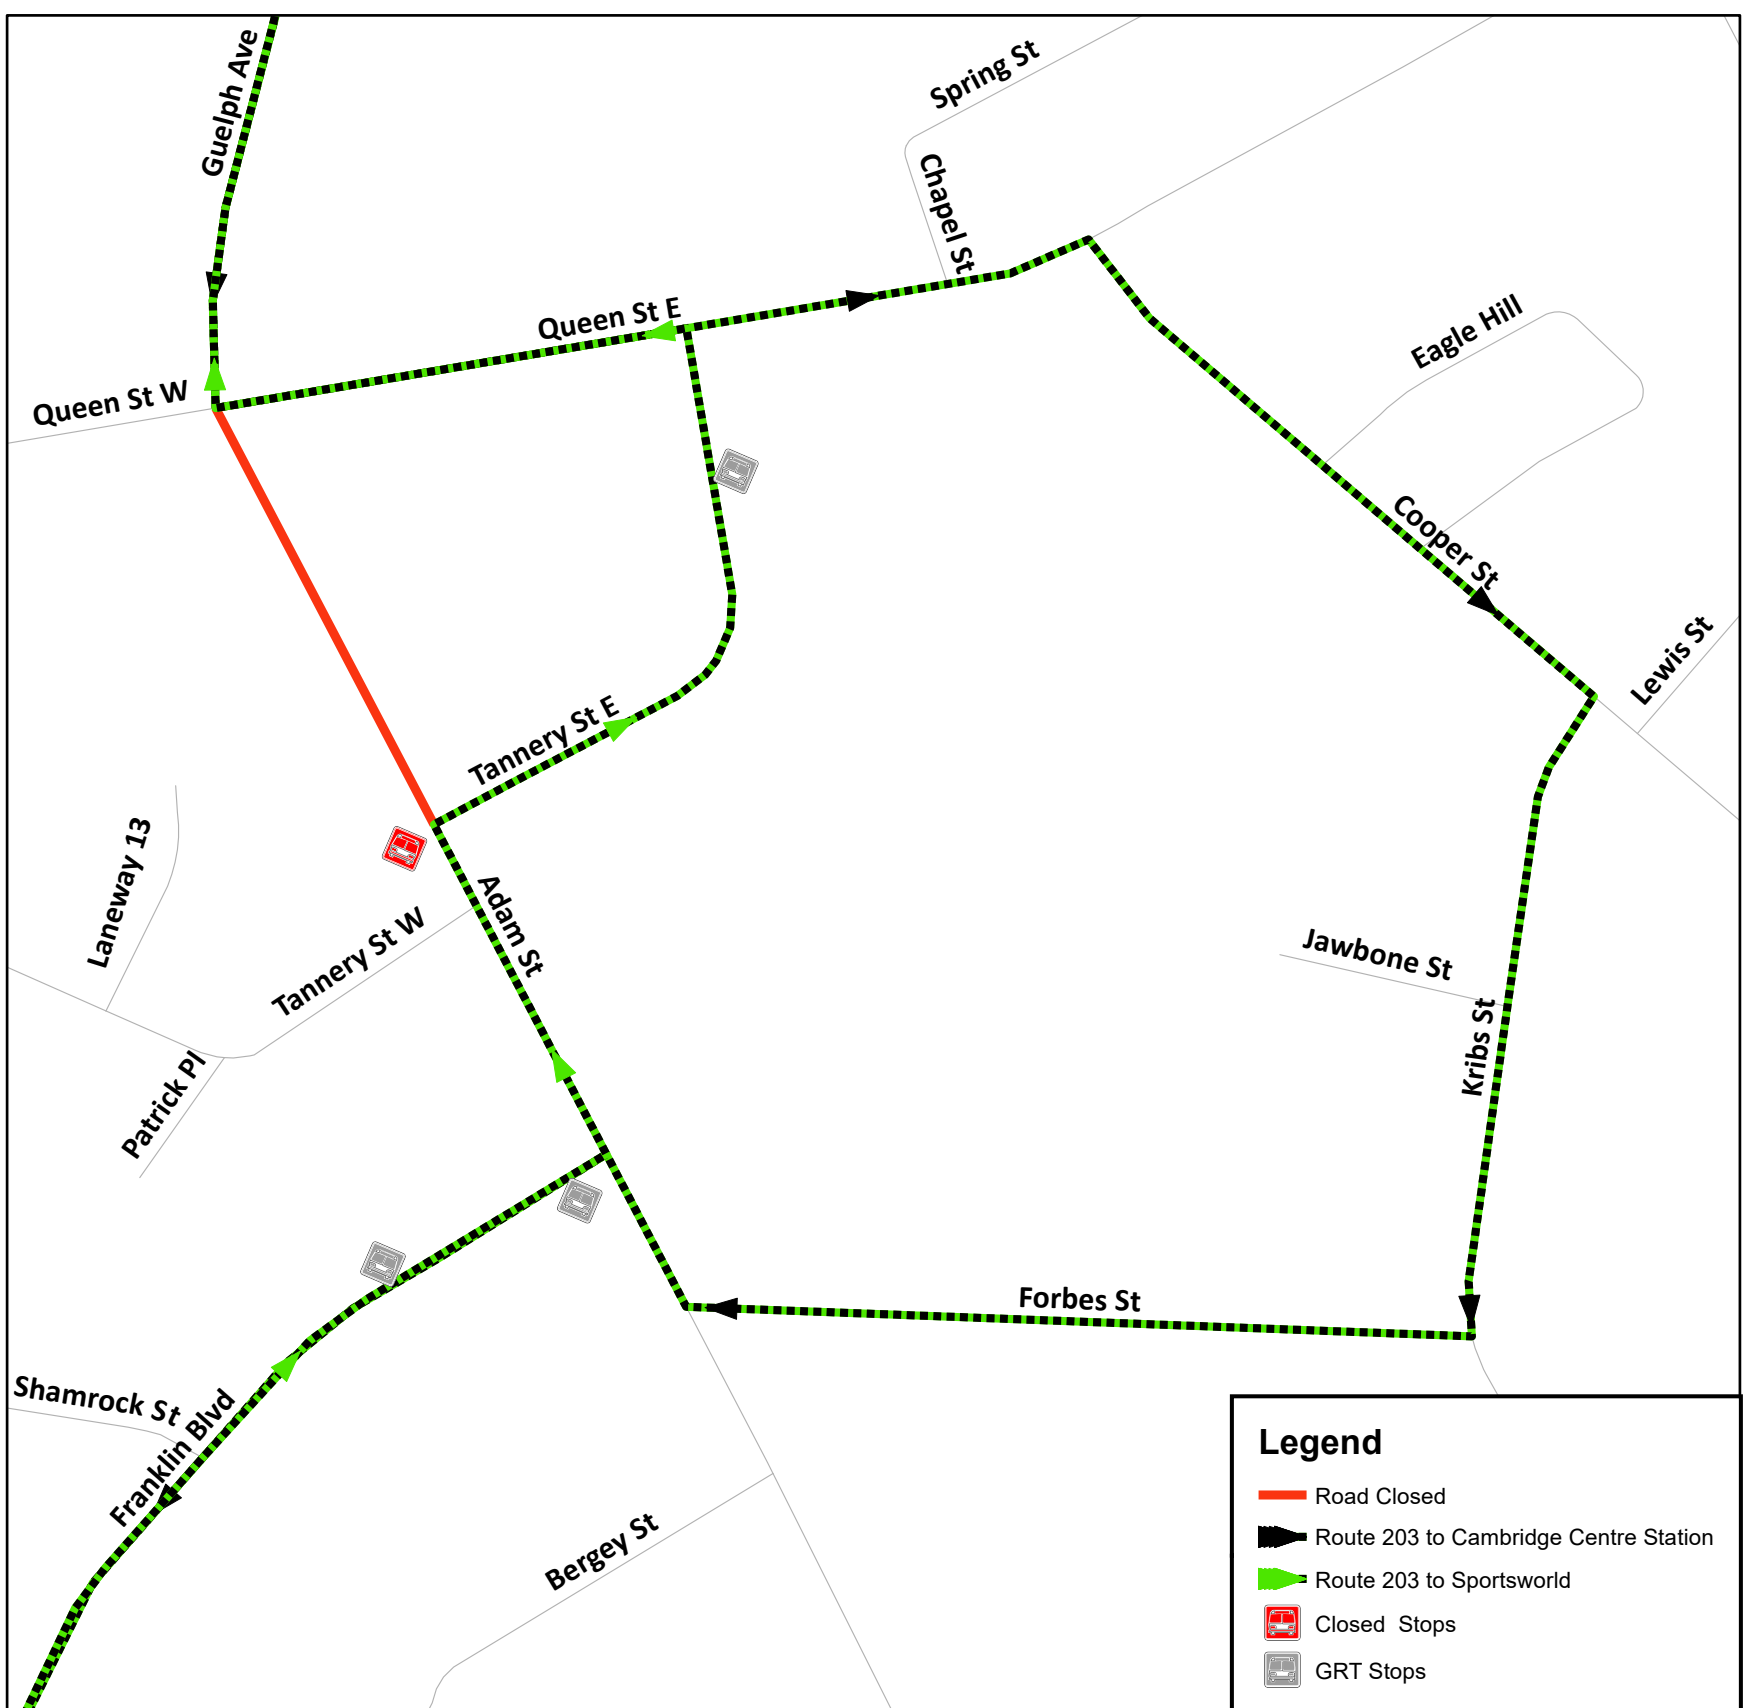 Guelph Ave
Spring St
Chapel St
Queen St E
Queen St W
Eagle Hill
Cooper St
Lewis St
Tannery St E
Laneway 13
Adam St
Tannery St W
Jawbone St
Kribs St
Patrick Pl
Forbes St
Shamrock St
Franklin Blvd
Bergey St
Legend
Road Closed
Route 203 to Cambridge Centre Station
Route 203 to Sportsworld
Closed Stops
GRT Stops